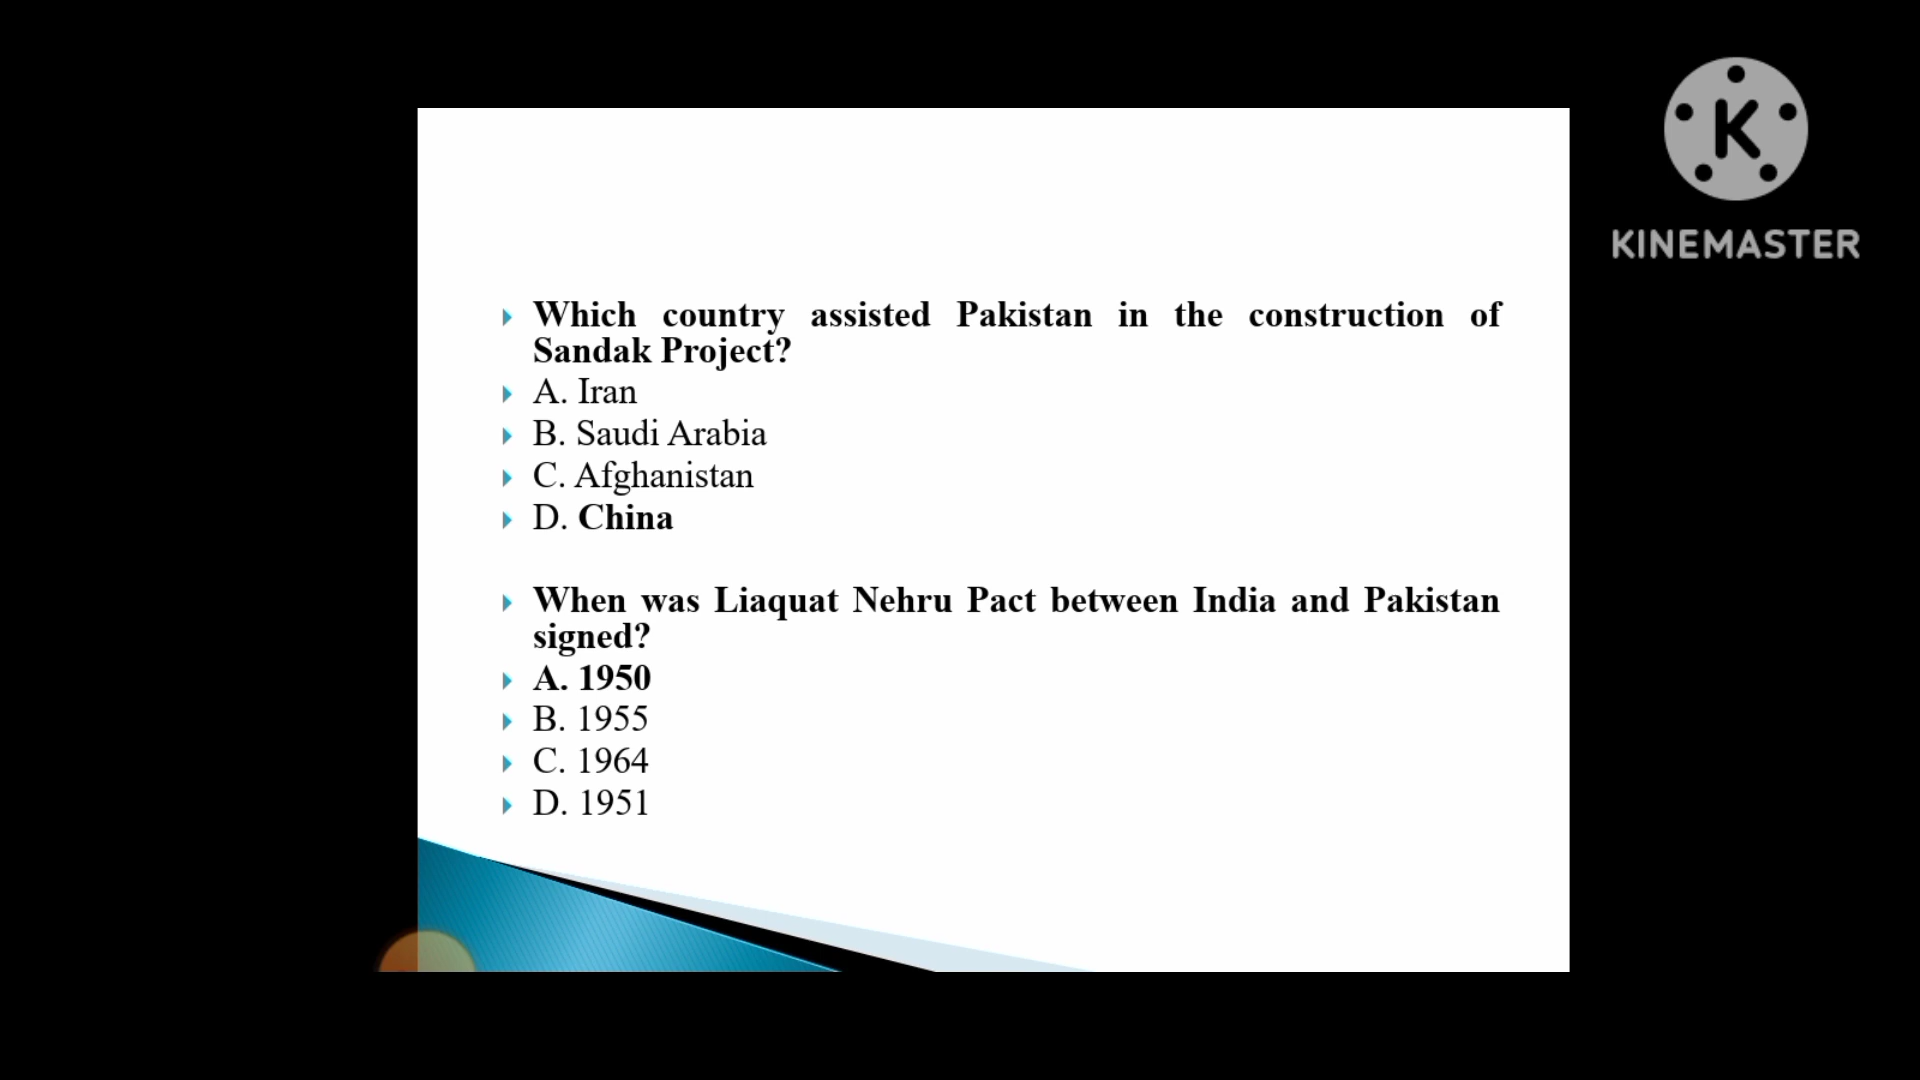 K
KINEMASTER
Which country assisted Pakistan in the construction of
Sandak Project?
A. Iran
B. Saudi Arabia
C. Afghanistan
D. China
When was Liaquat Nehru Pact between India and Pakistan
signed?
A. 1950
B. 1955
C. 1964
D. 1951